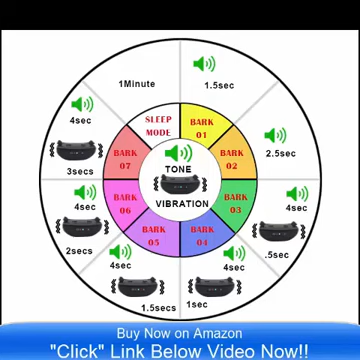 1Minute
1.5sec
4sec
SLEEP
MODE
BARK
01
2.5sec
BARK
07
BARK
02
3secs
TONE
4sec
BARK
06
VIBRATION
BARK
03
4sec
2secs
BARK
05
BARK
04
.5sec
4sec
4sec
1.5secs
1sec
Buy Now on Amazon
"Click" Link Below Video Now!!